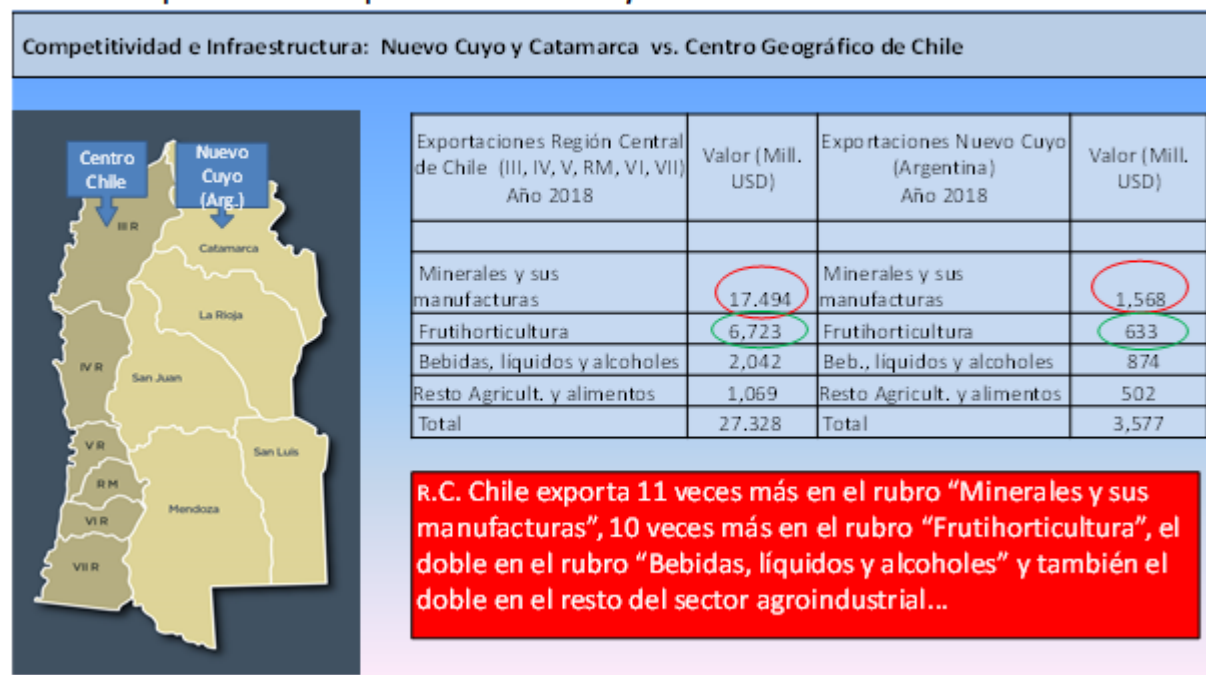 Competitividad e Infraestructura: Nuevo Cuyo y Catamarca vs. Centro Geográfico de Chile
Centro
Chile
Nuevo
Cuyo
(Arg.)
III R
Catamarca
La Rioja
IV R
San Juan
V R
San Luis
R M
Mendoza
VI R
VII R
Exportaciones Región Central
de Chile (III, IV, V, RM, VI, VII)
Año 2018
Valor (Mill.
USD)
Exportaciones Nuevo Cuyo
(Argentina)
Año 2018
Valor (Mill.
USD)
Minerales y sus
manufacturas
17.494
Minerales y sus
manufacturas
1,568
Frutihorticultura
6,723
Frutihorticultura
633
Bebidas, líquidos y alcoholes
2,042
Beb., líquidos y alcoholes
874
Resto Agricult. y alimentos
1,069
Resto Agricult. y alimentos
502
Total
27.328
Total
3,577
R.C. Chile exporta 11 veces más en el rubro “Minerales y sus
manufacturas”, 10 veces más en el rubro “Frutihorticultura”, el
doble en el rubro “Bebidas, líquidos y alcoholes” y también el
doble en el resto del sector agroindustrial...